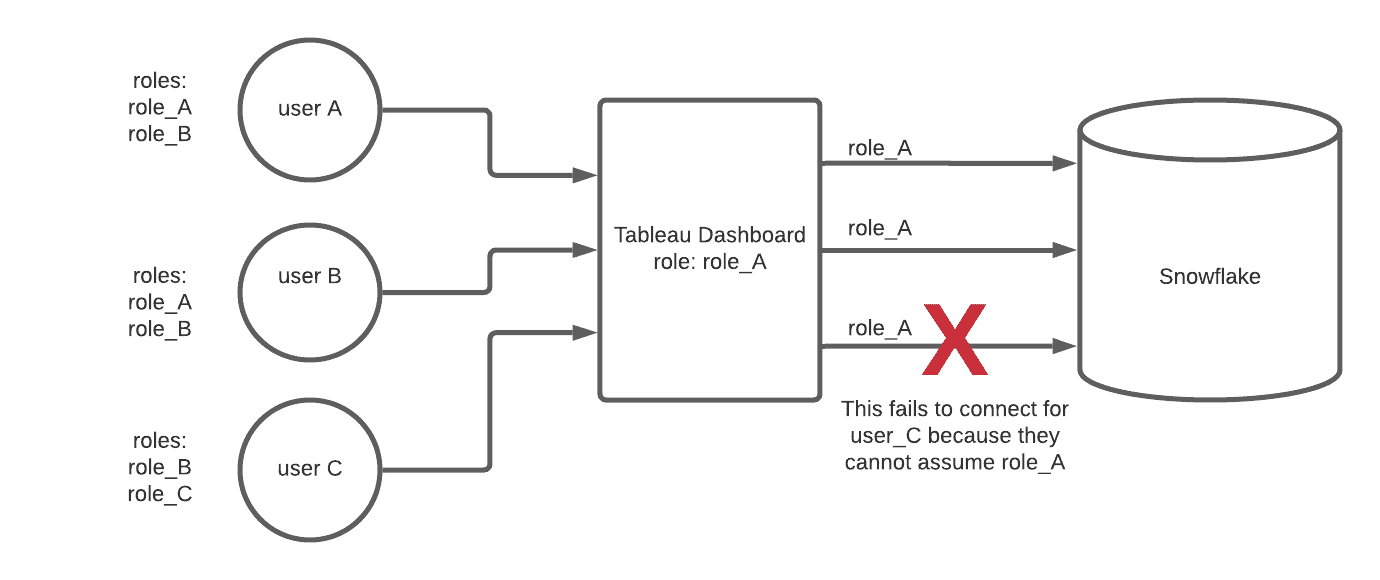 roles:
role_A
role_B
user A
roles:
role_A
role_B
user B
roles:
role_B
role_C
user C
Tableau Dashboard
role: role_A
role_A
role_A
role_A
X
This fails to connect for
user_C because they
cannot assume role_A
Snowflake